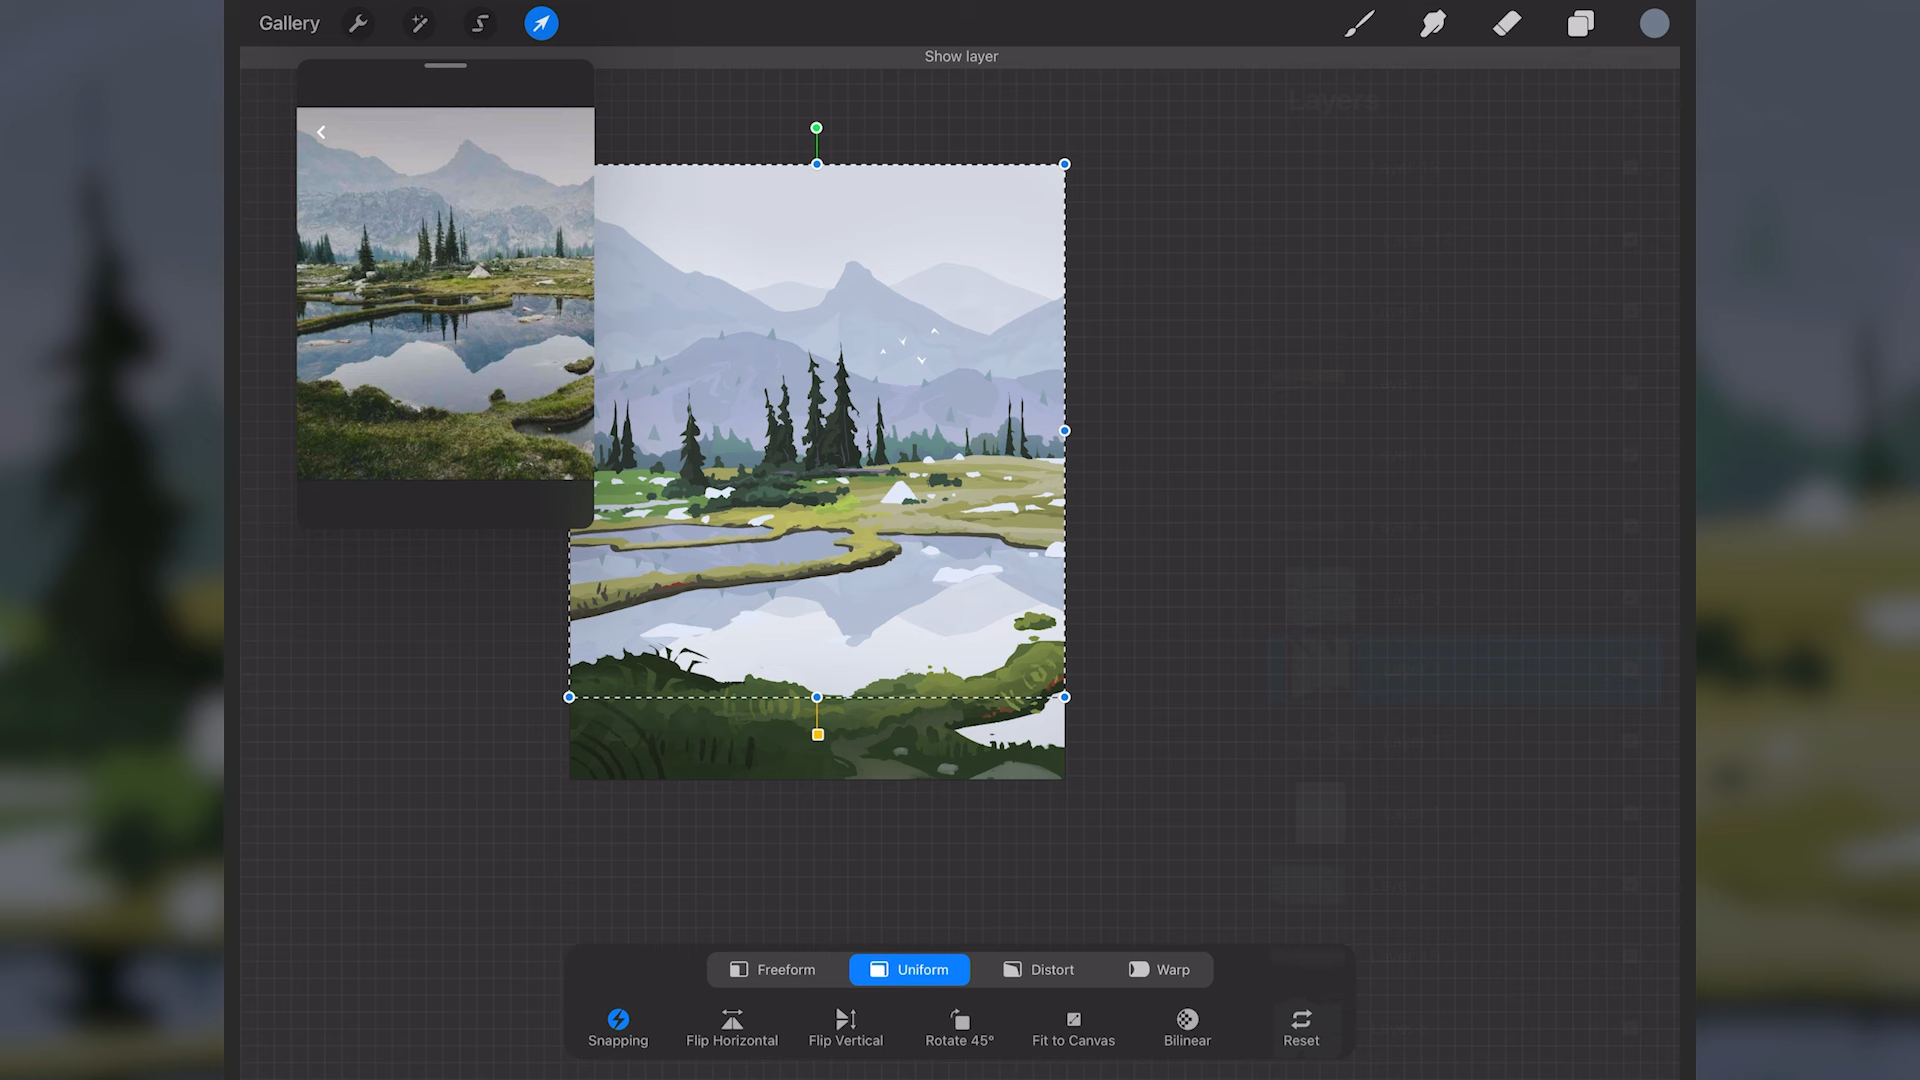 Gallery
Show layer
Layers
Freeform
Uniform
Distort
Warp
Snapping
Flip Horizontal
Flip Vertical
Rotate 45°
Fit to Canvas
Bilinear
Reset